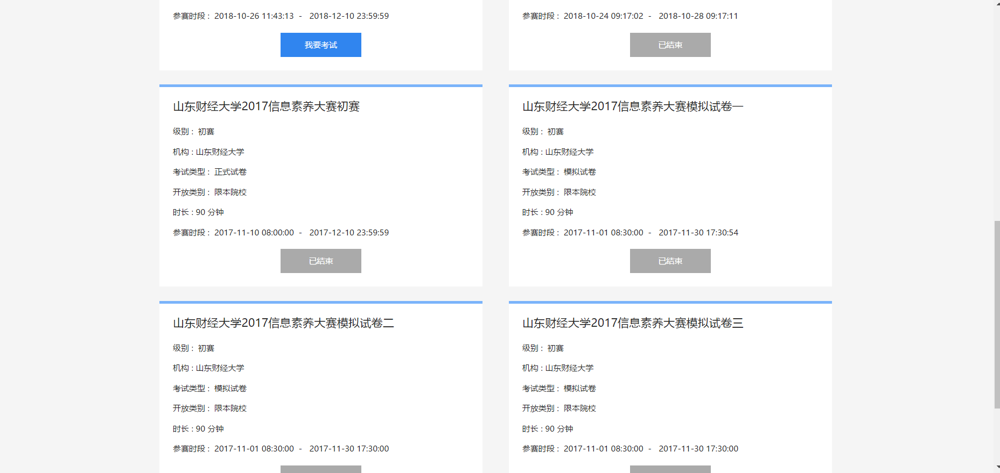 参赛时段： 2018-10-26 11:43:13 - 2018-12-10 23:59:59
我要考试
参赛时段： 2018-10-24 09:17:02 - 2018-10-28 09:17:11
已结束
山东财经大学2017信息素养大赛初赛
级别： 初赛
机构 : 山东财经大学
考试类型： 正式试卷
开放类别： 限本院校
时长 : 90 分钟
参赛时段： 2017-11-10 08:00:00 - 2017-12-10 23:59:59
已结束
山东财经大学2017信息素养大赛模拟试卷一
级别： 初赛
机构 : 山东财经大学
考试类型： 模拟试卷
开放类别： 限本院校
时长 : 90 分钟
参赛时段： 2017-11-01 08:30:00 - 2017-11-30 17:30:54
已结束
山东财经大学2017信息素养大赛模拟试卷二
级别： 初赛
机构 : 山东财经大学
考试类型： 模拟试卷
开放类别： 限本院校
时长 : 90 分钟
参赛时段： 2017-11-01 08:30:00 - 2017-11-30 17:30:00
山东财经大学2017信息素养大赛模拟试卷三
级别： 初赛
机构 : 山东财经大学
考试类型： 模拟试卷
开放类别： 限本院校
时长 : 90 分钟
参赛时段： 2017-11-01 08:30:00 - 2017-11-30 17:30:00